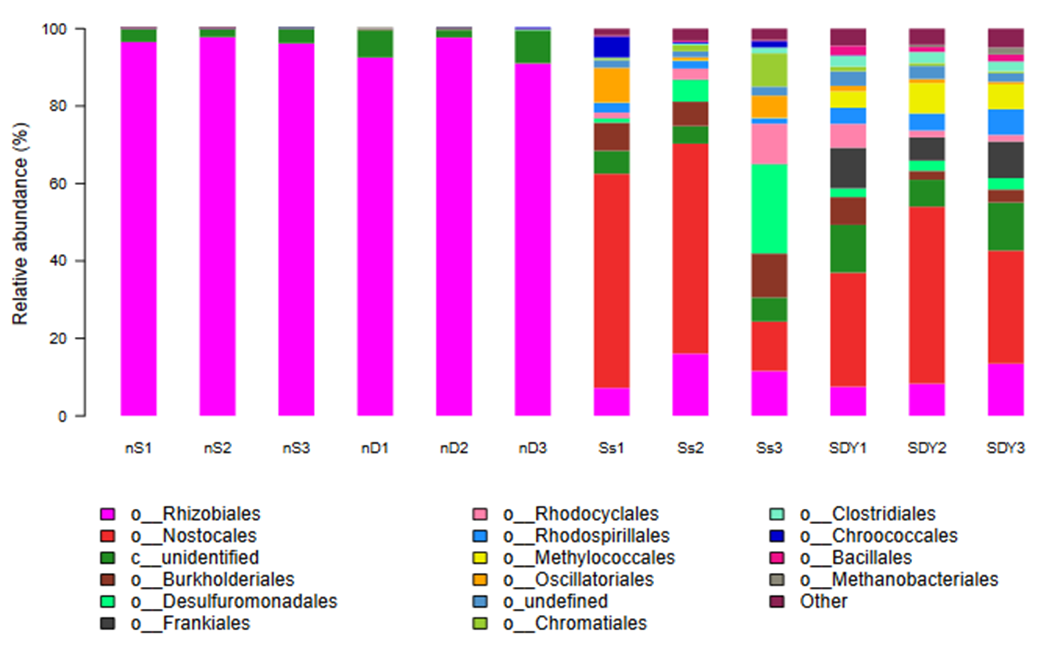 Relative abundance (%)
100
80
60
40
20
0
nS1 nS2 nS3 nD1 nD2 nD3 Ss1 Ss2 Ss3 SDY1 SDY2 SDY3
o__Rhizobiales
o__Nostocales
c__unidentified
o__Burkholderiales
o__Desulfuromonadales
o__Frankiales
o__Rhodocyclales
o__Rhodospirillales
o__Methylococcales
o__Oscillatoriales
o_undefined
o__Chromatiales
o__Clostridiales
o__Chroococcales
o__Bacillales
o__Methanobacteriales
Other